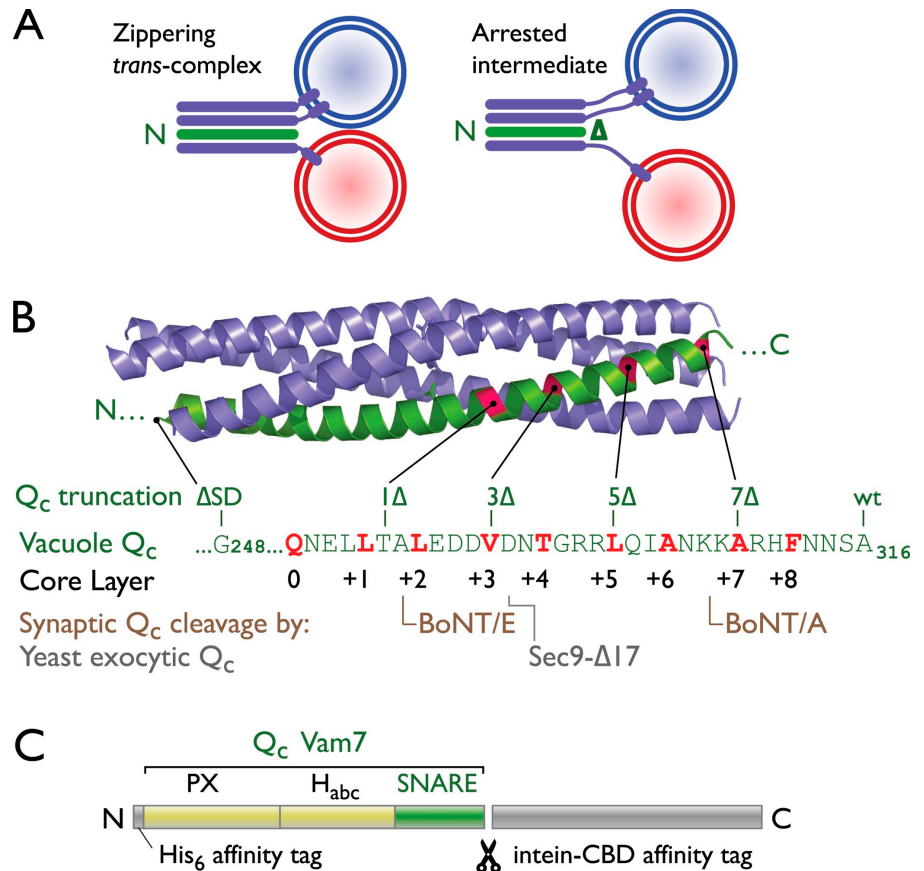 A
Zippering
trans-complex
N
Arrested
intermediate
N
Δ
B
N...
...C
Qc truncation ΔSD 1Δ 3Δ 5Δ 7Δ wt
Vacuole Qc ...G248...QNELLLTALEDDVDNTGRRLQIANKKARHFNNSA316
Core Layer 0 +1 +2 +3 +4 +5 +6 +7 +8
Synaptic Qc cleavage by: BoNT/E BoNT/A
Yeast exocytic Qc Sec9-Δ17
C
Qc Vam7
PX Habc SNARE
N C
His6 affinity tag intein-CBD affinity tag